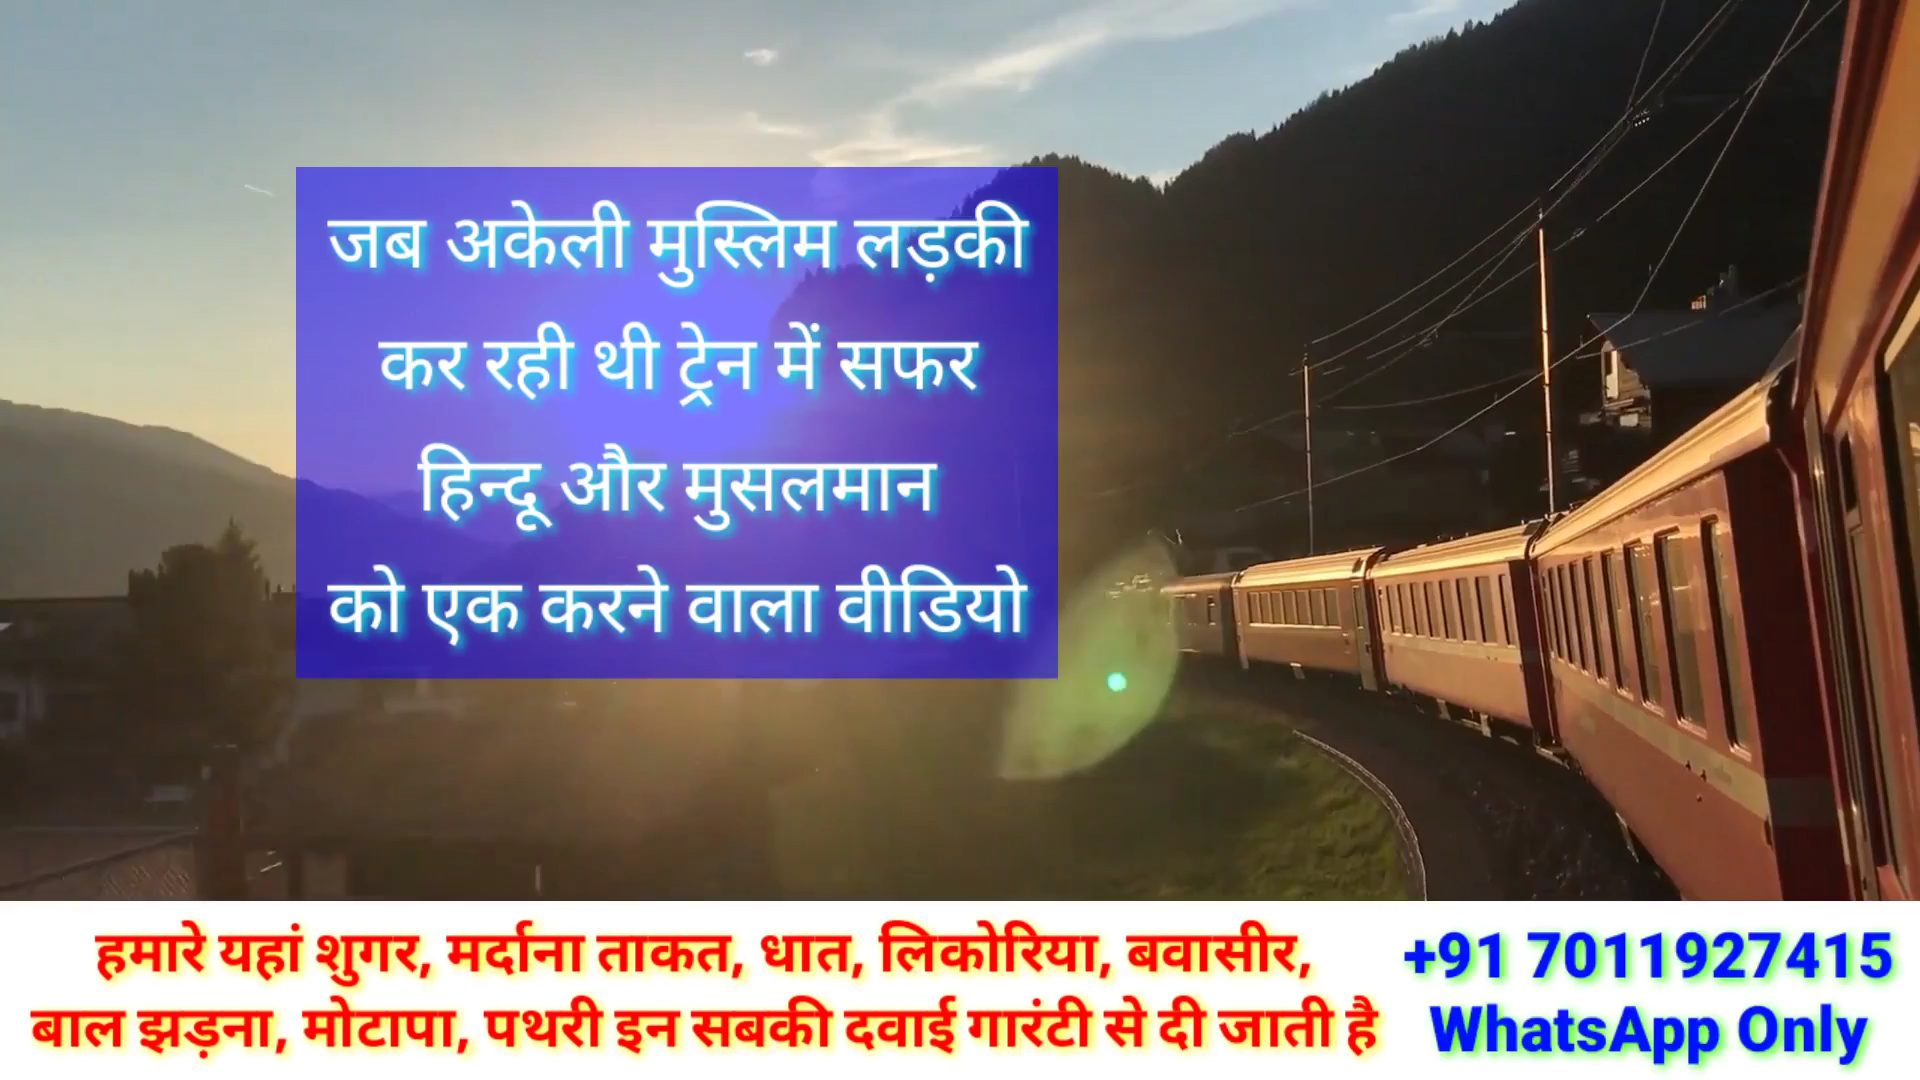 जब अकेली मुस्लिम लड़की
कर रही थी ट्रेन में सफर
हिन्दू और मुसलमान
को एक करने वाला वीडियो
हमारे यहां शुगर, मर्दाना ताकत, धात, लिकोरिया, बवासीर,
बाल झड़ना, मोटापा, पथरी इन सबकी दवाई गारंटी से दी जाती है
+91 7011927415
WhatsApp Only